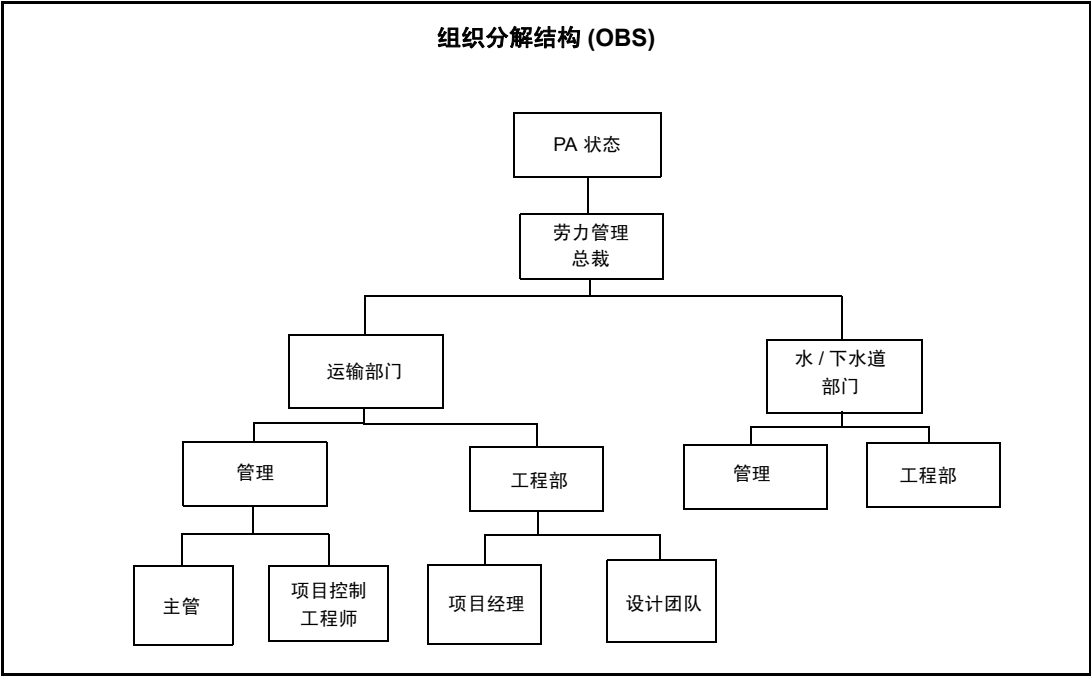 组织分解结构 (OBS)
PA 状态
劳力管理
总裁
运输部门
水 / 下水道
部门
管理
工程部
管理
工程部
主管
项目控制
工程师
项目经理
设计团队